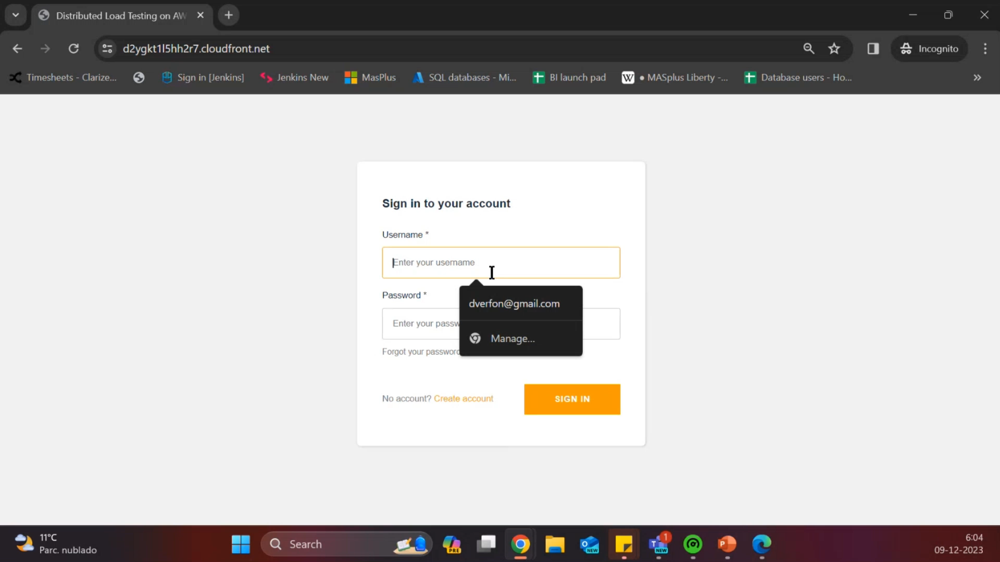 Distributed Load Testing on AW
d2ygkt1l5hh2r7.cloudfront.net
Incognito
Timesheets - Clarize...
Sign in [Jenkins]
Jenkins New
MasPlus
SQL databases - Mi...
BI launch pad
W
● MASplus Liberty -...
Database users - Ho...
»
Sign in to your account
Username *
Enter your username
Password *
dverfon@gmail.com
Enter your passw
Manage...
Forgot your password
No account? Create account
SIGN IN
11°C
Parc. nublado
Search
PRE
NEW
1
NEW
6:04
09-12-2023